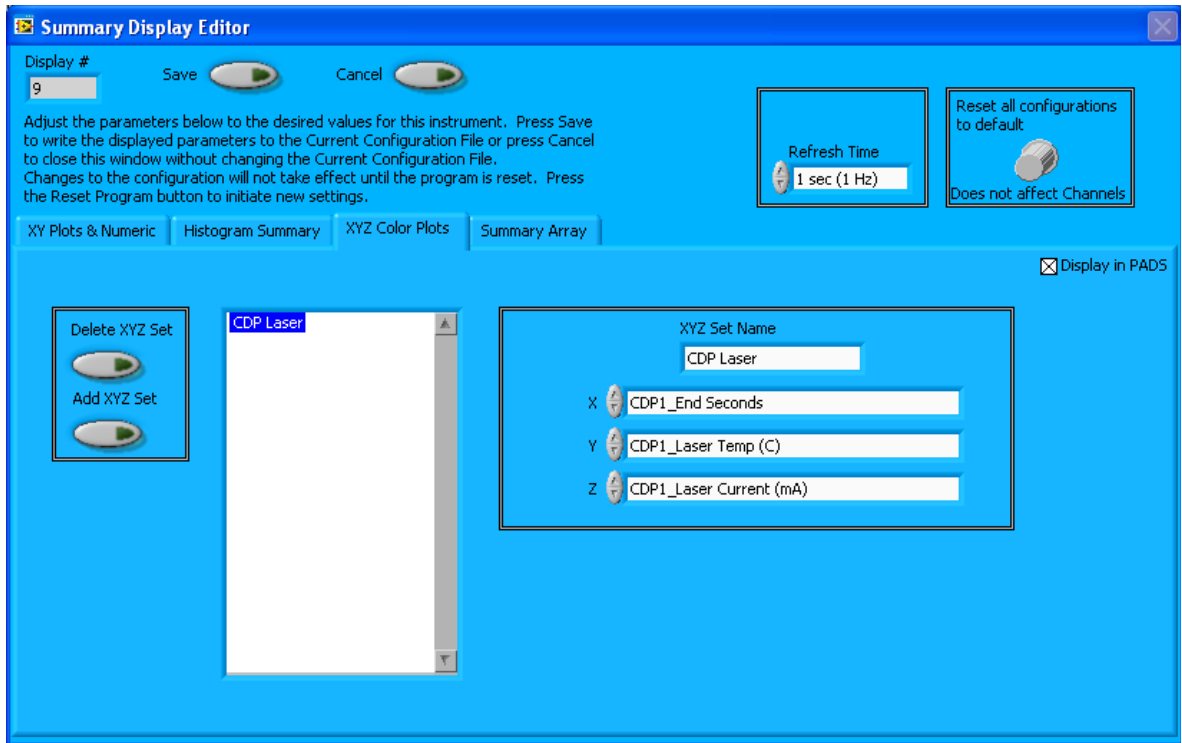 Summary Display Editor
Display #
9
Save
Cancel
Adjust the parameters below to the desired values for this instrument. Press Save
to write the displayed parameters to the Current Configuration File or press Cancel
to close this window without changing the Current Configuration File.
Changes to the configuration will not take effect until the program is reset. Press
the Reset Program button to initiate new settings.
Refresh Time
1 sec (1 Hz)
Reset all configurations
to default
Does not affect Channels
XY Plots & Numeric
Histogram Summary
XYZ Color Plots
Summary Array
Display in PADS
Delete XYZ Set
Add XYZ Set
CDP Laser
XYZ Set Name
CDP Laser
X CDP1_End Seconds
Y CDP1_Laser Temp (C)
Z CDP1_Laser Current (mA)